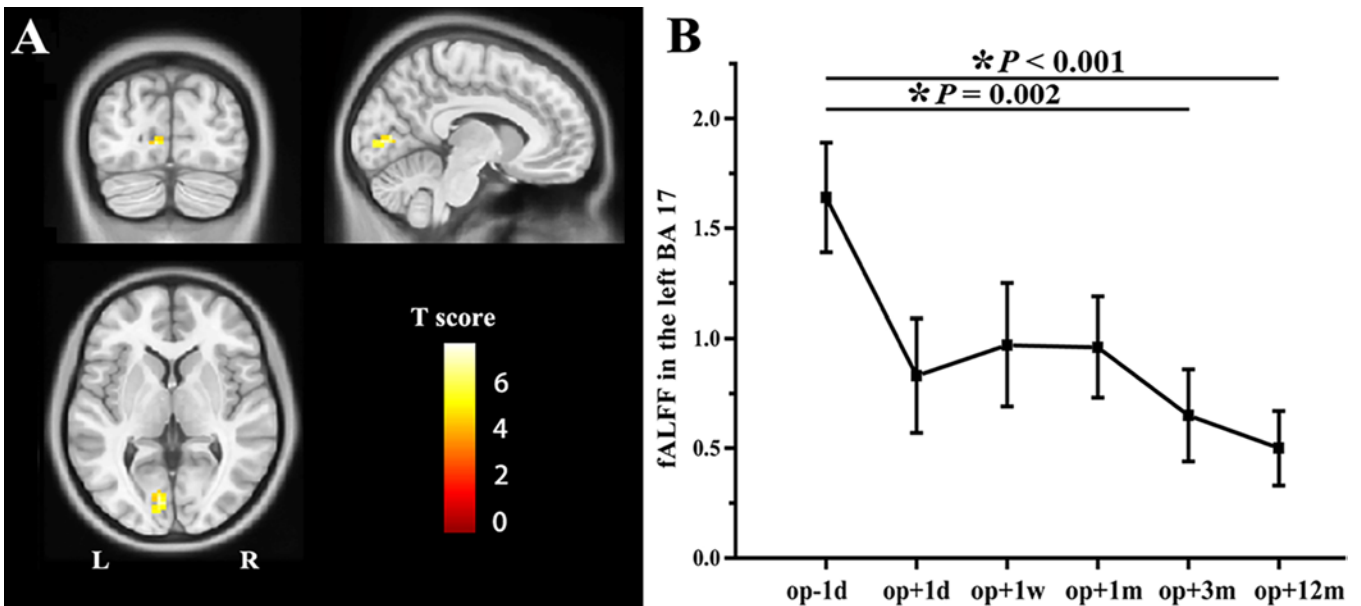 A
T score
6
4
2
0
L R
B
* P < 0.001
* P = 0.002
fALFF in the left BA 17
2.0
1.5
1.0
0.5
0.0
op-1d op+1d op+1w op+1m op+3m op+12m